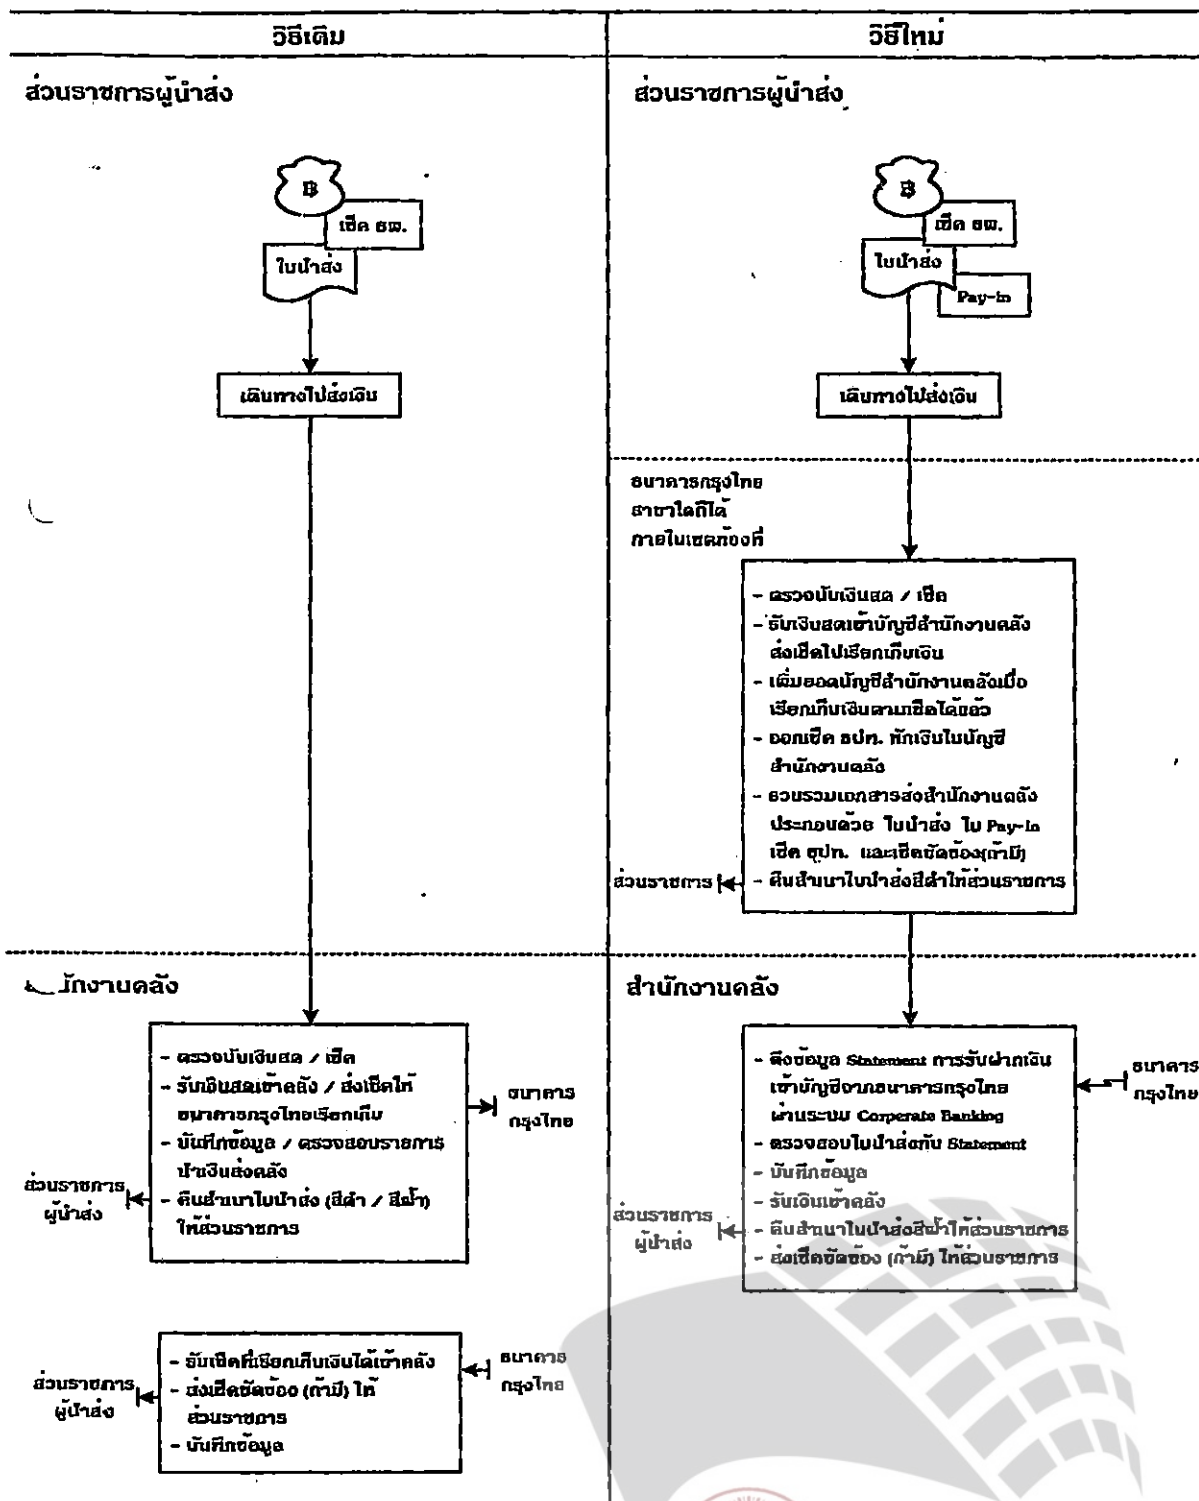 วิธีเดิม
ส่วนราชการผู้นำส่ง
฿
เช็ค ธพ.
ใบนำส่ง
เดินทางไปส่งเงิน
ักงานคลัง
- ตรวจนับเงินสด / เช็ค
- รับเงินสดเข้าคลัง / ส่งเช็คให้
ธนาคารกรุงไทยเรียกเก็บ
- บันทึกข้อมูล / ตรวจสอบรายการ
นำเงินส่งคลัง
- คืนสำเนาใบนำส่ง (สีดำ / สีฟ้า)
ให้ส่วนราชการ
ธนาคาร
กรุงไทย
ส่วนราชการ
ผู้นำส่ง
- รับเช็คที่เรียกเก็บเงินได้เข้าคลัง
- ส่งเช็คขัดข้อง (ถ้ามี) ให้
ส่วนราชการ
- บันทึกข้อมูล
ธนาคาร
กรุงไทย
ส่วนราชการ
ผู้นำส่ง
วิธีใหม่
ส่วนราชการผู้นำส่ง
฿
เช็ค ธพ.
ใบนำส่ง
Pay-in
เดินทางไปส่งเงิน
ธนาคารกรุงไทย
สาขาใดก็ได้
ภายในเขตท้องที่
- ตรวจนับเงินสด / เช็ค
- รับเงินสดเข้าบัญชีสำนักงานคลัง
ส่งเช็คไปเรียกเก็บเงิน
- เพิ่มยอดบัญชีสำนักงานคลังเมื่อ
เรียกเก็บเงินตามเช็คได้แล้ว
- ออกเช็ค ธปท. หักเงินในบัญชี
สำนักงานคลัง
- รวบรวมเอกสารส่งสำนักงานคลัง
ประกอบด้วย ใบนำส่ง ใบ Pay-in
เช็ค ธปท. และเช็คขัดข้อง(ถ้ามี)
- คืนสำเนาใบนำส่งสีดำให้ส่วนราชการ
ส่วนราชการ
สำนักงานคลัง
- ดึงข้อมูล Statement การรับฝากเงิน
เข้าบัญชีจากธนาคารกรุงไทย
ผ่านระบบ Corperate Banking
- ตรวจสอบใบนำส่งกับ Statement
- บันทึกข้อมูล
- รับเงินเข้าคลัง
- คืนสำเนาใบนำส่งสีฟ้าให้ส่วนราชการ
- ส่งเช็คขัดข้อง (ถ้ามี) ให้ส่วนราชการ
ธนาคาร
กรุงไทย
ส่วนราชการ
ผู้นำส่ง